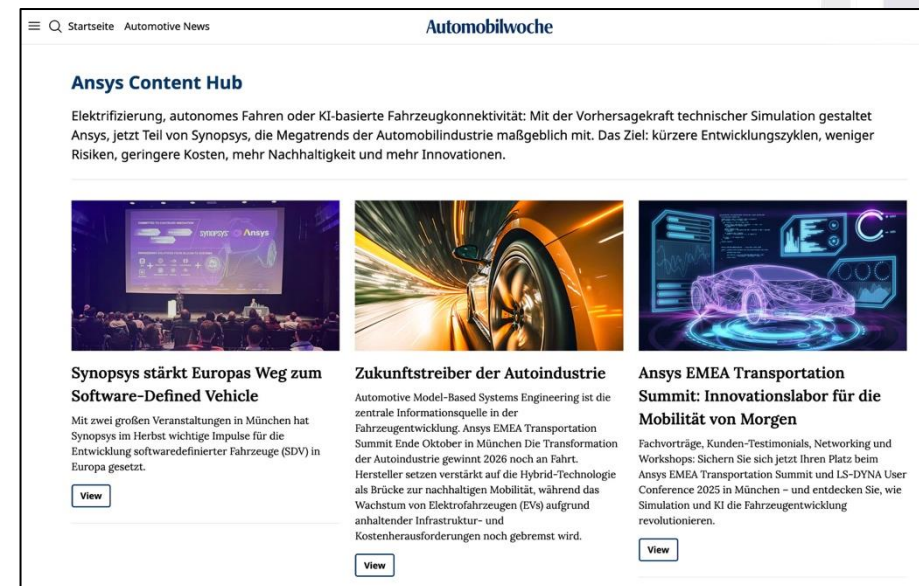 Startseite Automotive News
Automobilwoche
Ansys Content Hub
Elektrifizierung, autonomes Fahren oder KI-basierte Fahrzeugkonnektivität: Mit der Vorhersagekraft technischer Simulation gestaltet
Ansys, jetzt Teil von Synopsys, die Megatrends der Automobilindustrie maßgeblich mit. Das Ziel: kürzere Entwicklungszyklen, weniger
Risiken, geringere Kosten, mehr Nachhaltigkeit und mehr Innovationen.
SYNOPSYS Ansys
Synopsys stärkt Europas Weg zum
Software-Defined Vehicle
Mit zwei großen Veranstaltungen in München hat
Synopsys im Herbst wichtige Impulse für die
Entwicklung softwaredefinierter Fahrzeuge (SDV) in
Europa gesetzt.
View
Zukunftstreiber der Autoindustrie
Automotive Model-Based Systems Engineering ist die
zentrale Informationsquelle in der
Fahrzeugentwicklung. Ansys EMEA Transportation
Summit Ende Oktober in München Die Transformation
der Autoindustrie gewinnt 2026 noch an Fahrt.
Hersteller setzen verstärkt auf die Hybrid-Technologie
als Brücke zur nachhaltigen Mobilität, während das
Wachstum von Elektrofahrzeugen (EVs) aufgrund
anhaltender Infrastruktur- und
Kostenherausforderungen noch gebremst wird.
View
Ansys EMEA Transportation
Summit: Innovationslabor für die
Mobilität von Morgen
Fachvorträge, Kunden-Testimonials, Networking und
Workshops: Sichern Sie sich jetzt Ihren Platz beim
Ansys EMEA Transportation Summit und LS-DYNA User
Conference 2025 in München – und entdecken Sie, wie
Simulation und KI die Fahrzeugentwicklung
revolutionieren.
View